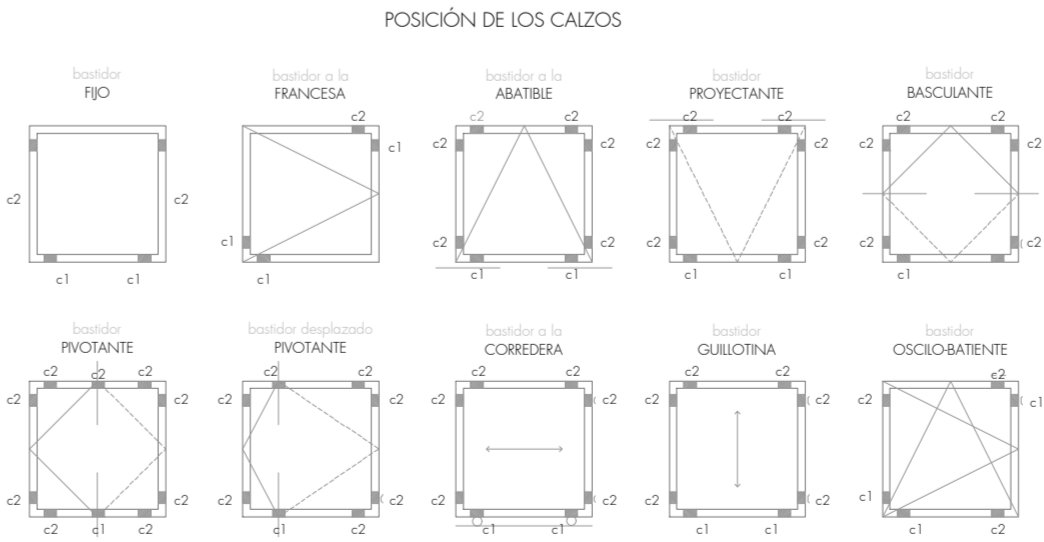 POSICIÓN DE LOS CALZOS
bastidor
FIJO
c2
c2
c1
c1
bastidor a la
FRANCESA
c2
c1
c1
c1
bastidor a la
ABATIBLE
c2
c2
c2
c2
c2
c2
c1
c1
bastidor
PROYECTANTE
c2
c2
c2
c2
c2
c2
c1
c1
bastidor
BASCULANTE
c2
c2
c2
c2
c2
c2
c1
bastidor
PIVOTANTE
c2
c2
c2
c2
c2
c2
c2
c2
c1
c2
bastidor desplazado
PIVOTANTE
c2
c2
c2
c2
c2
c2
c1
c2
bastidor a la
CORREDERA
c2
c2
c2
c2
c2
c2
c1
c1
bastidor
GUILLOTINA
c2
c2
c2
c2
c2
c2
c1
c1
bastidor
OSCILO-BATIENTE
c2
c1
c1
c1
c2